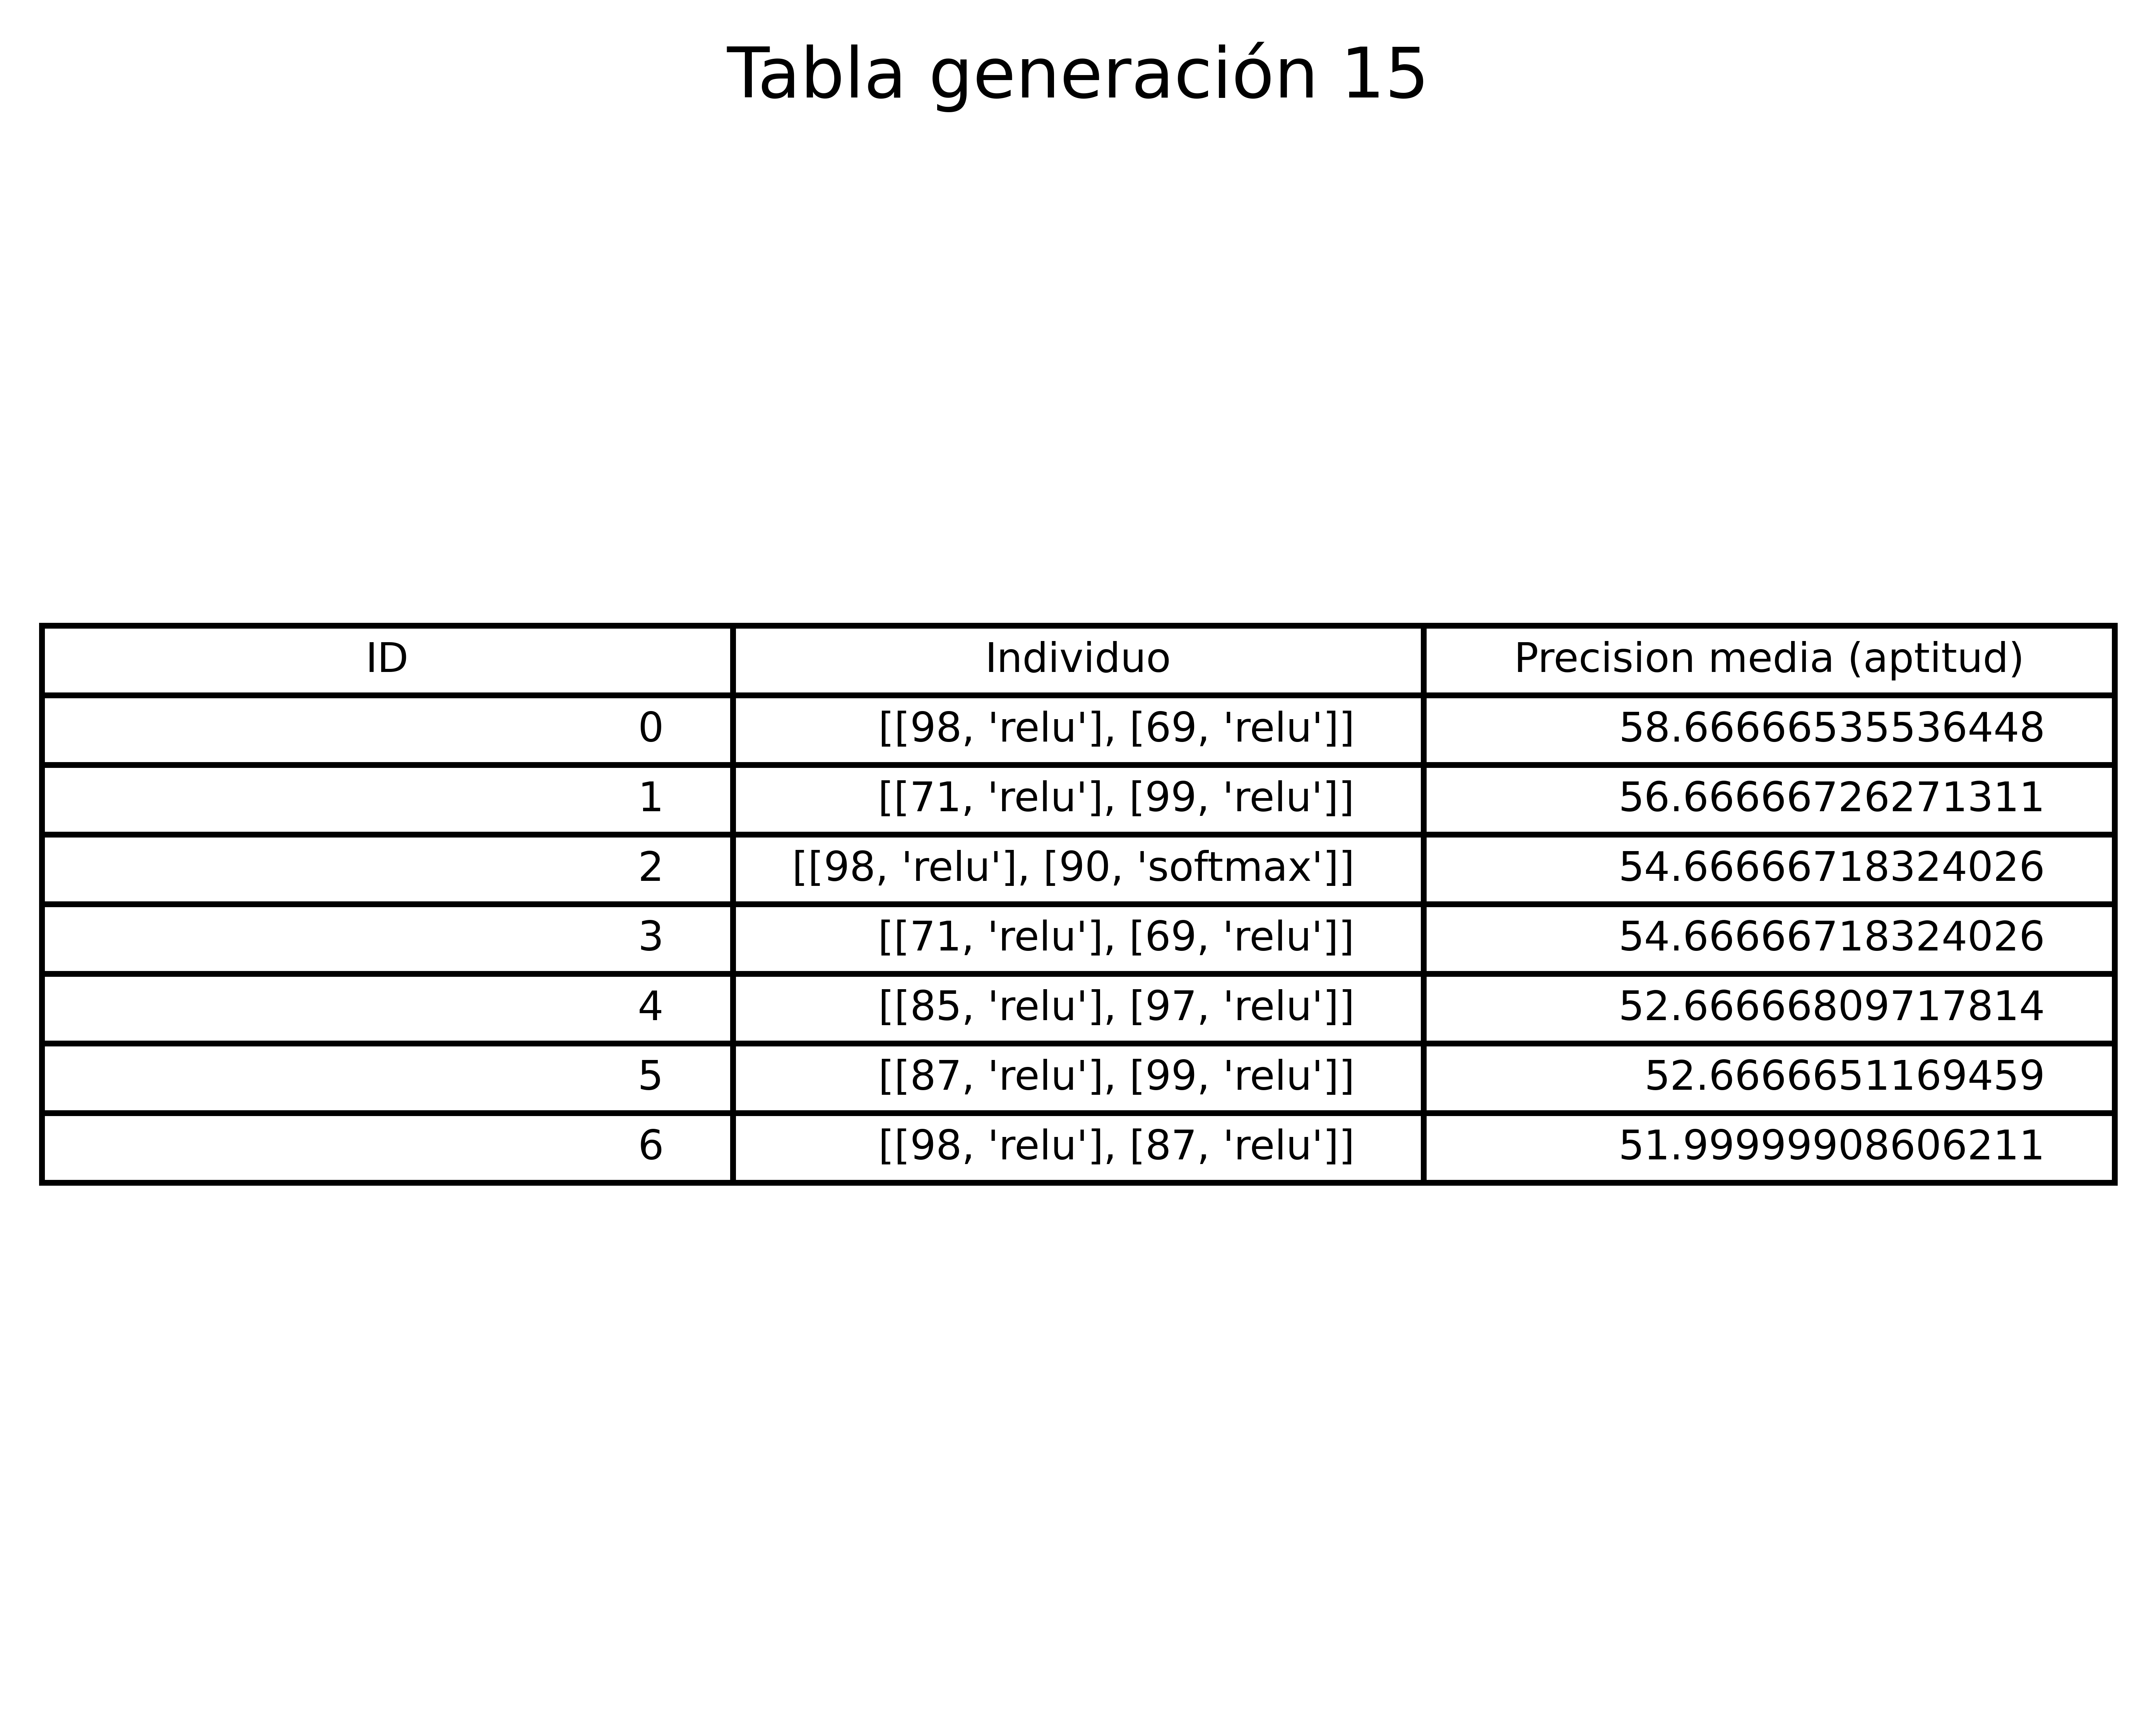 Tabla generación 15
ID Individuo Precision media (aptitud)
0 [[98, 'relu'], [69, 'relu']] 58.66666535536448
1 [[71, 'relu'], [99, 'relu']] 56.66666726271311
2 [[98, 'relu'], [90, 'softmax']] 54.66666718324026
3 [[71, 'relu'], [69, 'relu']] 54.66666718324026
4 [[85, 'relu'], [97, 'relu']] 52.66666809717814
5 [[87, 'relu'], [99, 'relu']] 52.6666651169459
6 [[98, 'relu'], [87, 'relu']] 51.99999908606211